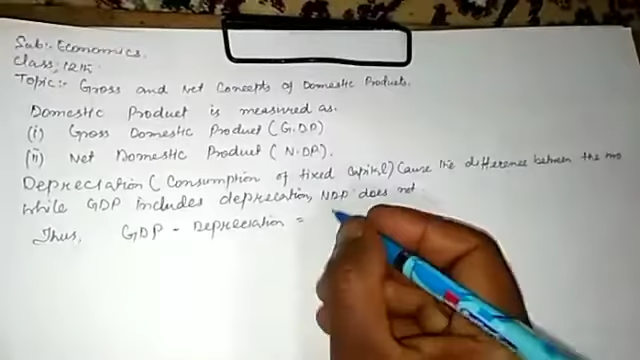 Sub:- Economics.
Class:12th
Topic:- Gross and Net Concepts of Domestic Products.
Domestic Product is measured as.
(i) Gross Domestic Product (G.DP)
(ii) Net Domestic Product (N.DP).
Depreciation (Consumption of fixed Capital) Cause the difference between the two
while GDP includes depreciation, NDP does not.
Thus, GDP - Depreciation =